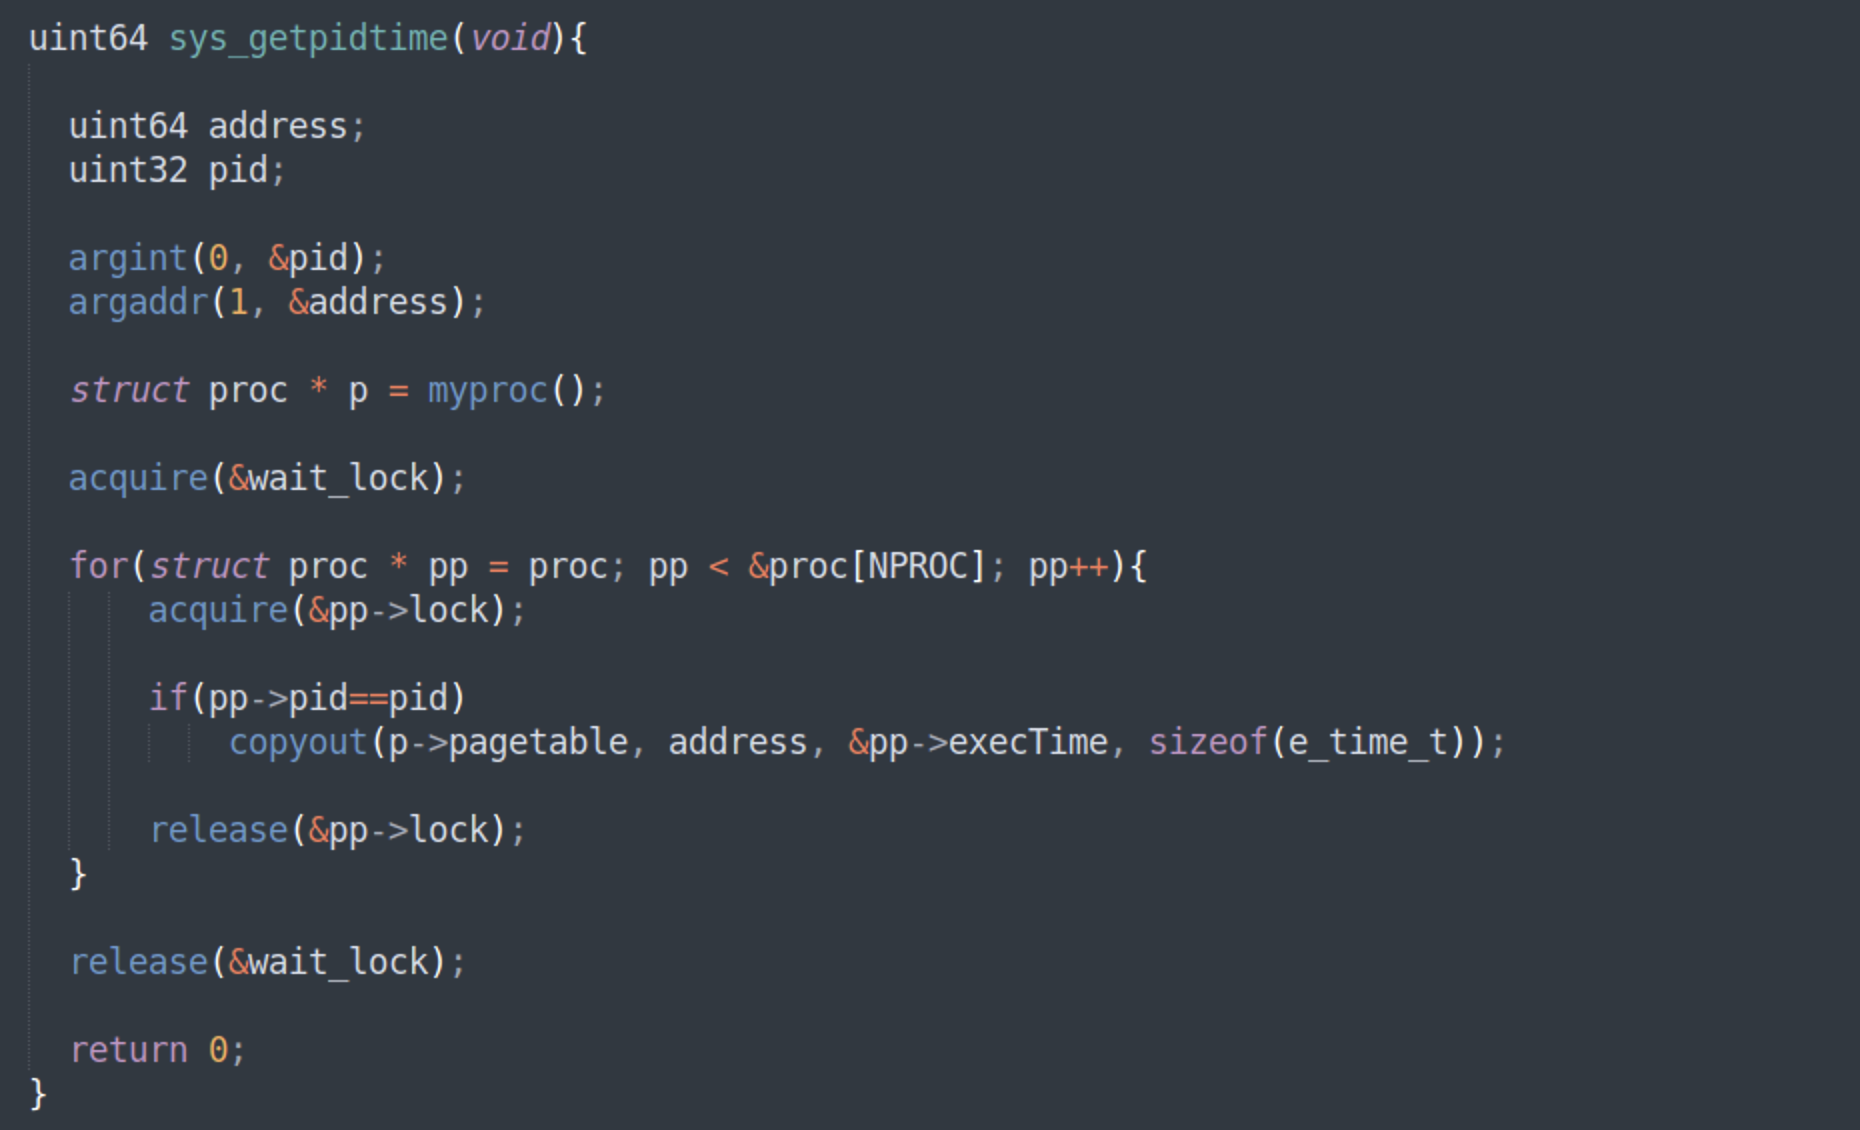 uint64 sys_getpidtime(void){
uint64 address;
uint32 pid;
argint(0, &pid);
argaddr(1, &address);
struct proc * p = myproc();
acquire(&wait_lock);
for(struct proc * pp = proc; pp < &proc[NPROC]; pp++){
acquire(&pp->lock);
if(pp->pid==pid)
copyout(p->pagetable, address, &pp->execTime, sizeof(e_time_t));
release(&pp->lock);
}
release(&wait_lock);
return 0;
}